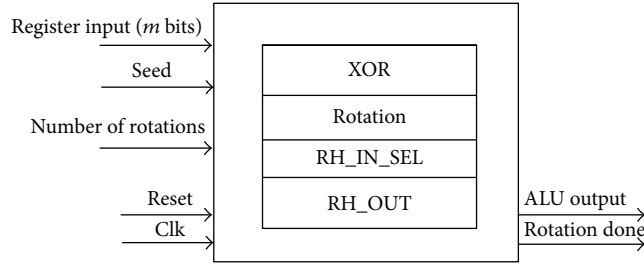 Register input (m bits)
Seed
Number of rotations
Reset
Clk
XOR
Rotation
RH_IN_SEL
RH_OUT
ALU output
Rotation done